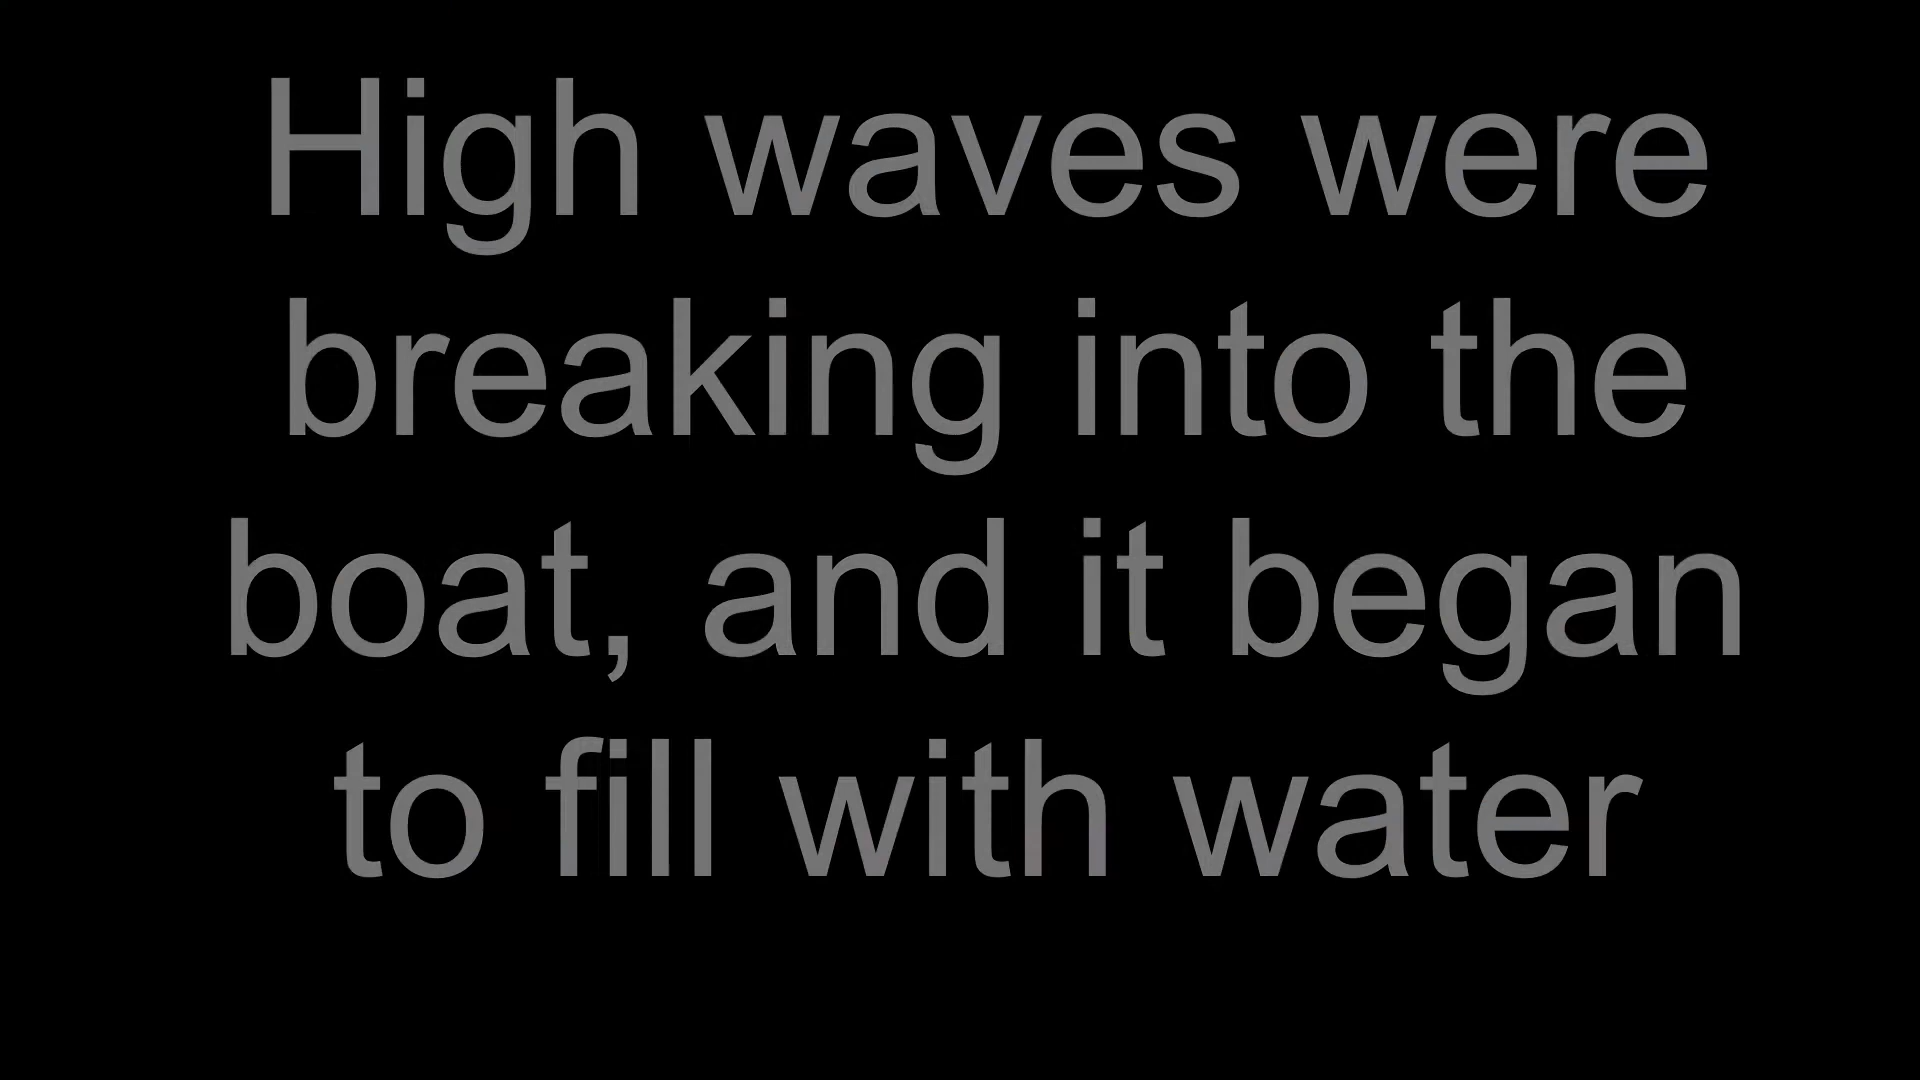 High waves were
breaking into the
boat, and it began
to fill with water